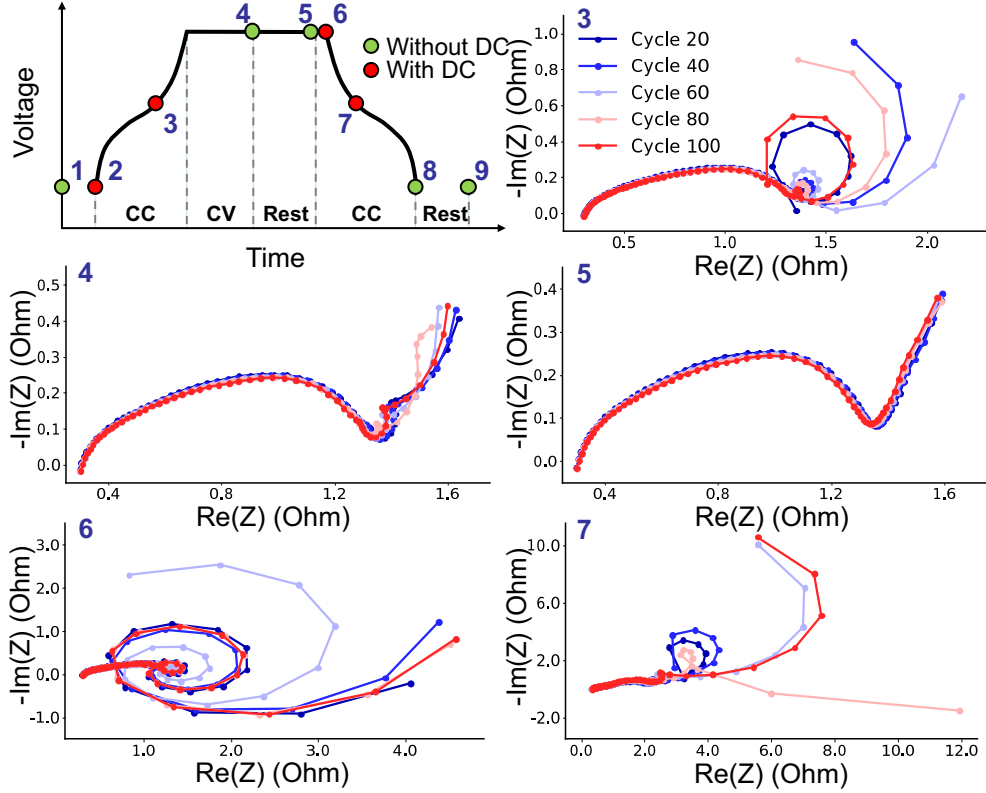 Voltage
Time
1
2
3
4
5
6
7
8
9
Without DC
With DC
CC
CV
Rest
CC
Rest
3
-Im(Z) (Ohm)
1.0
0.8
0.6
0.4
0.2
0.0
Cycle 20
Cycle 40
Cycle 60
Cycle 80
Cycle 100
0.5
1.0
1.5
2.0
Re(Z) (Ohm)
4
-Im(Z) (Ohm)
0.5
0.4
0.3
0.2
0.1
0.0
0.4
0.8
1.2
1.6
Re(Z) (Ohm)
5
-Im(Z) (Ohm)
0.4
0.3
0.2
0.1
0.0
0.4
0.8
1.2
1.6
Re(Z) (Ohm)
6
-Im(Z) (Ohm)
3.0
2.0
1.0
0.0
-1.0
1.0
2.0
3.0
4.0
Re(Z) (Ohm)
7
-Im(Z) (Ohm)
10.0
6.0
2.0
-2.0
0.0
2.0
4.0
6.0
8.0
10.0
12.0
Re(Z) (Ohm)